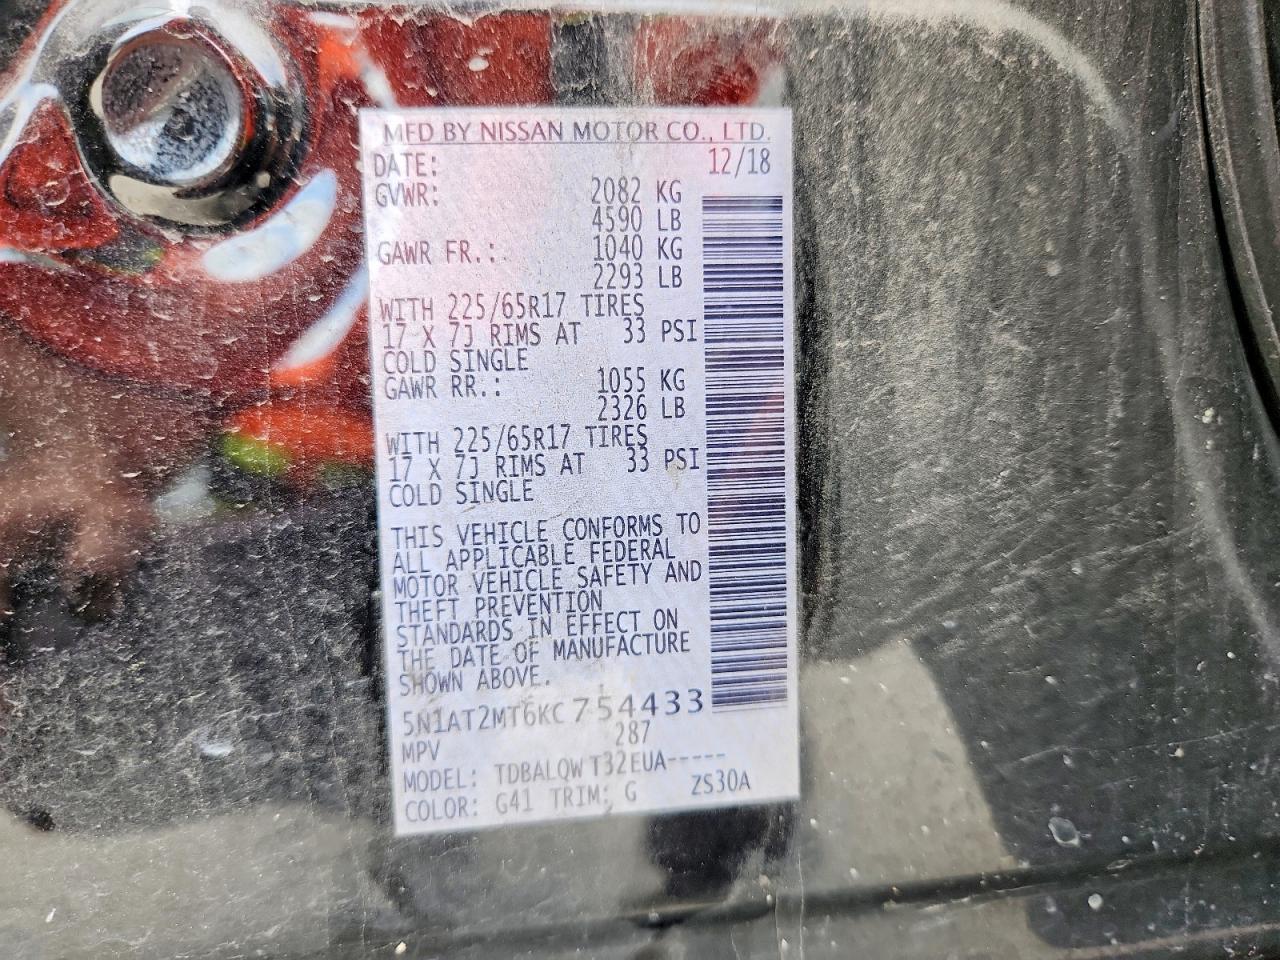 MFD BY NISSAN MOTOR CO., LTD.
DATE: 12/18
GVWR: 2082 KG
4590 LB
GAWR FR.: 1040 KG
2293 LB
WITH 225/65R17 TIRES
17 X 7J RIMS AT 33 PSI
COLD SINGLE
GAWR RR.: 1055 KG
2326 LB
WITH 225/65R17 TIRES
17 X 7J RIMS AT 33 PSI
COLD SINGLE
THIS VEHICLE CONFORMS TO
ALL APPLICABLE FEDERAL
MOTOR VEHICLE SAFETY AND
THEFT PREVENTION
STANDARDS IN EFFECT ON
THE DATE OF MANUFACTURE
SHOWN ABOVE.
5N1AT2MT6KC754433
MPV 287
MODEL: TDBALQWT32EUA-----
COLOR: G41 TRIM: G ZS30A